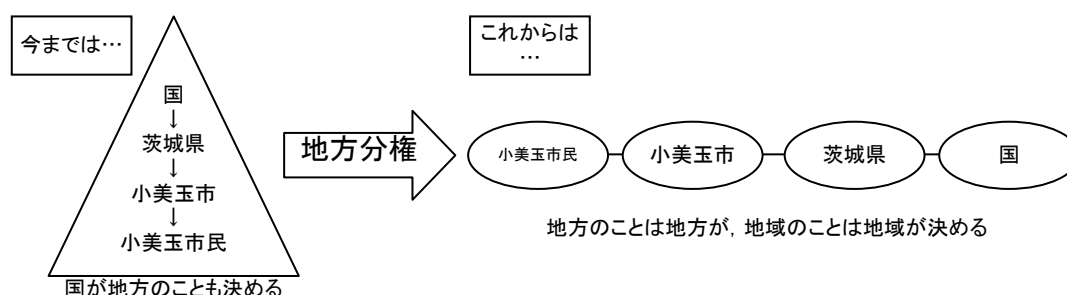 今までは…
国
↓
茨城県
↓
小美玉市
↓
小美玉市民
国が地方のことも決める
地方分権
これからは
…
小美玉市民
小美玉市
茨城県
国
地方のことは地方が，地域のことは地域が決める